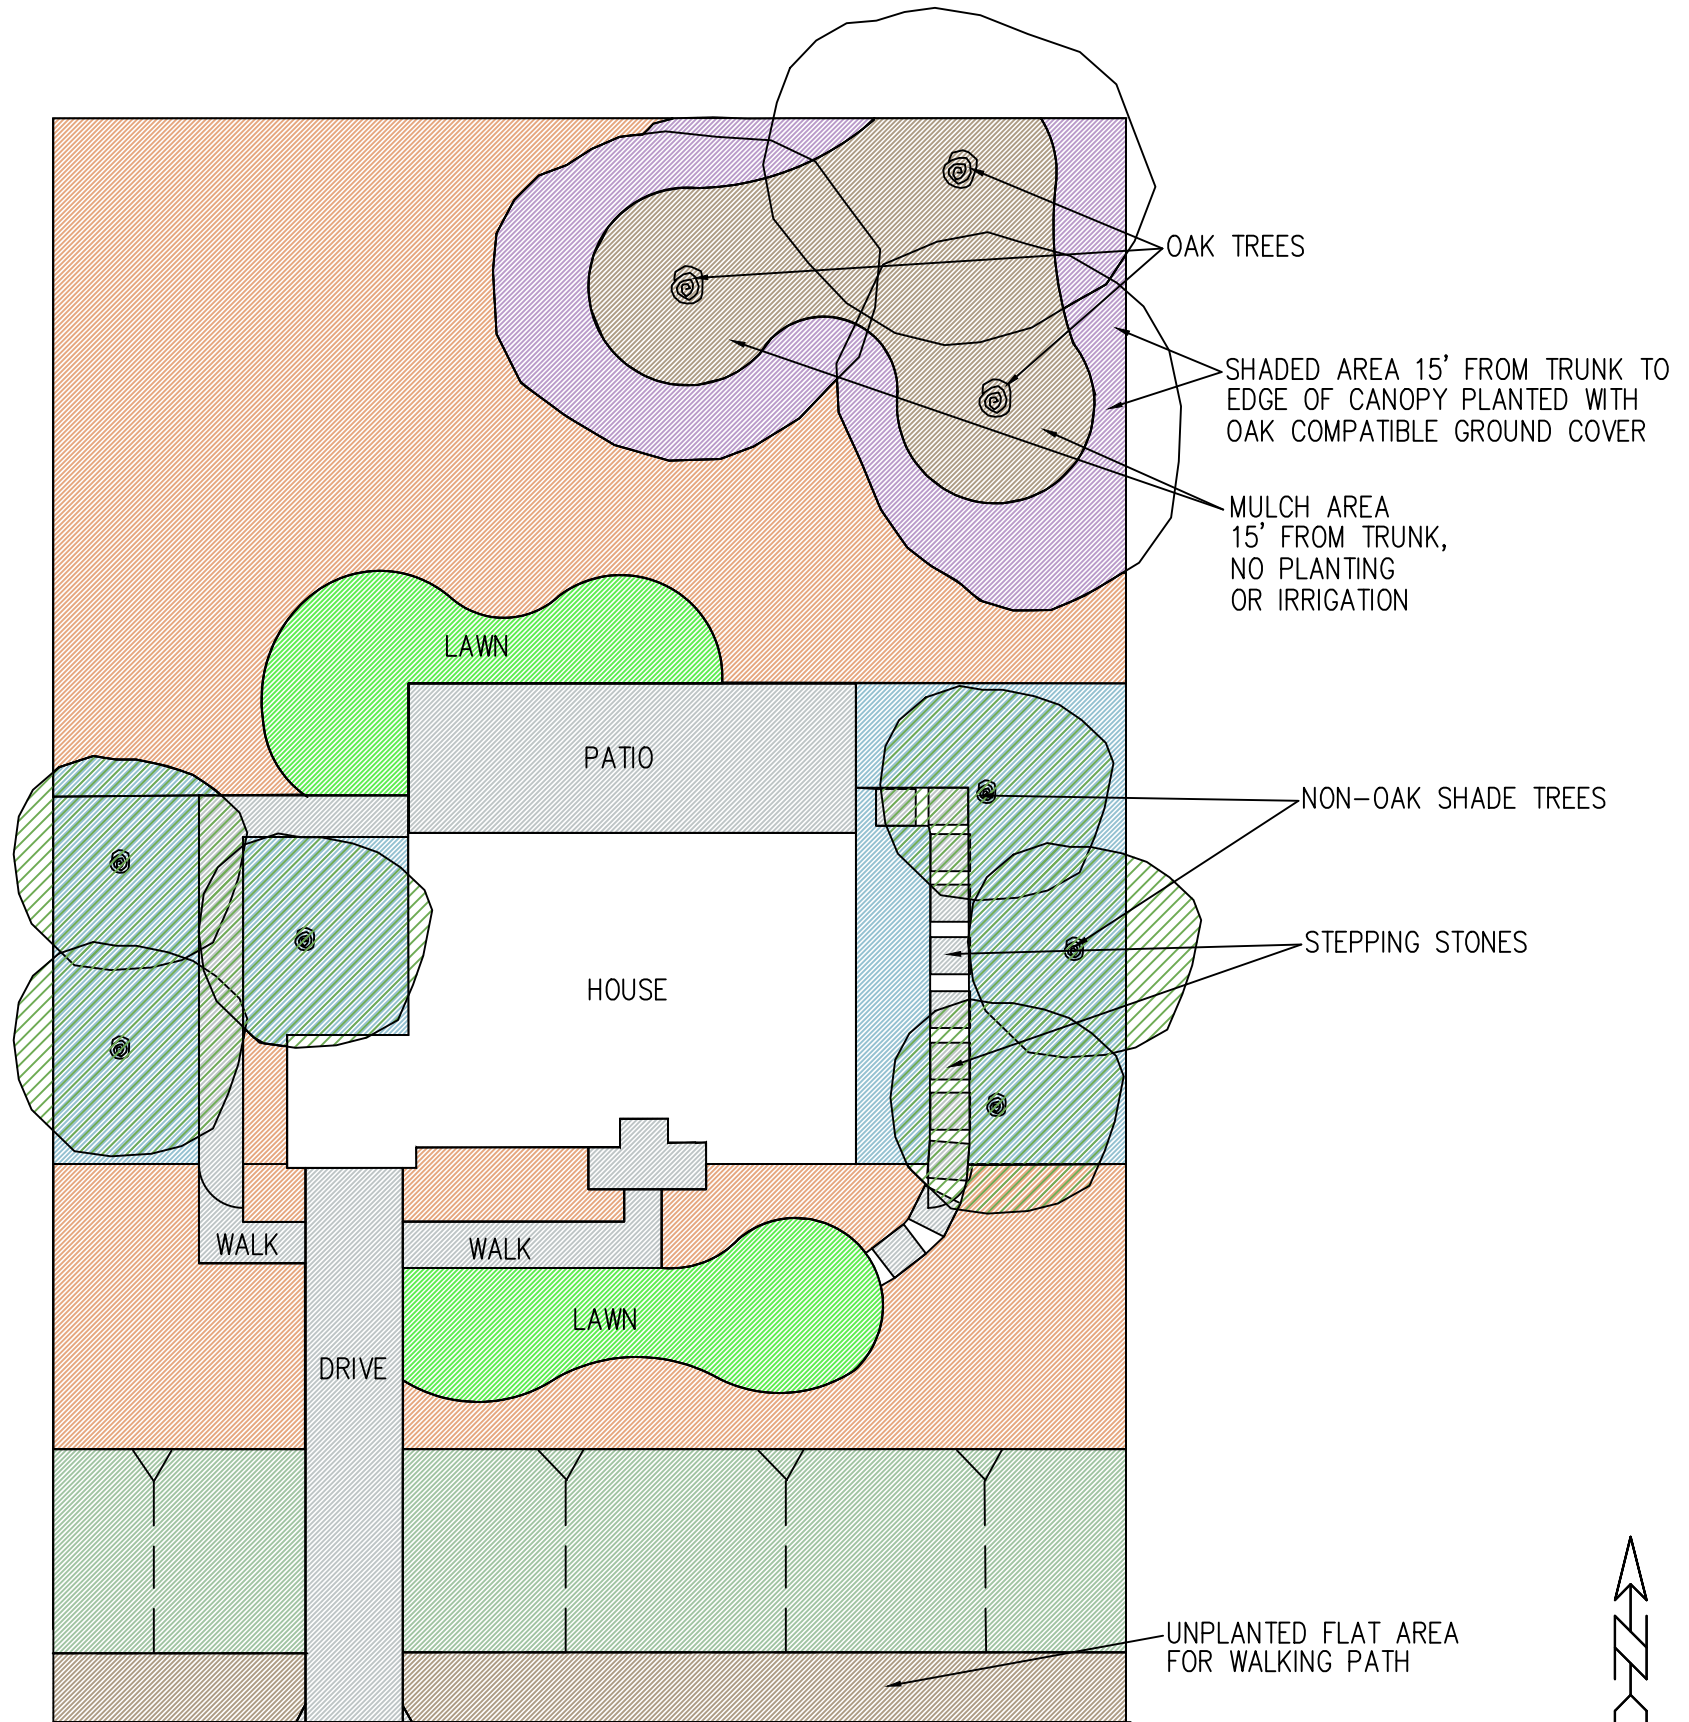 OAK TREES
SHADED AREA 15' FROM TRUNK TO
EDGE OF CANOPY PLANTED WITH
OAK COMPATIBLE GROUND COVER
MULCH AREA
15' FROM TRUNK,
NO PLANTING
OR IRRIGATION
LAWN
PATIO
NON-OAK SHADE TREES
STEPPING STONES
HOUSE
WALK
WALK
LAWN
DRIVE
UNPLANTED FLAT AREA
FOR WALKING PATH
N